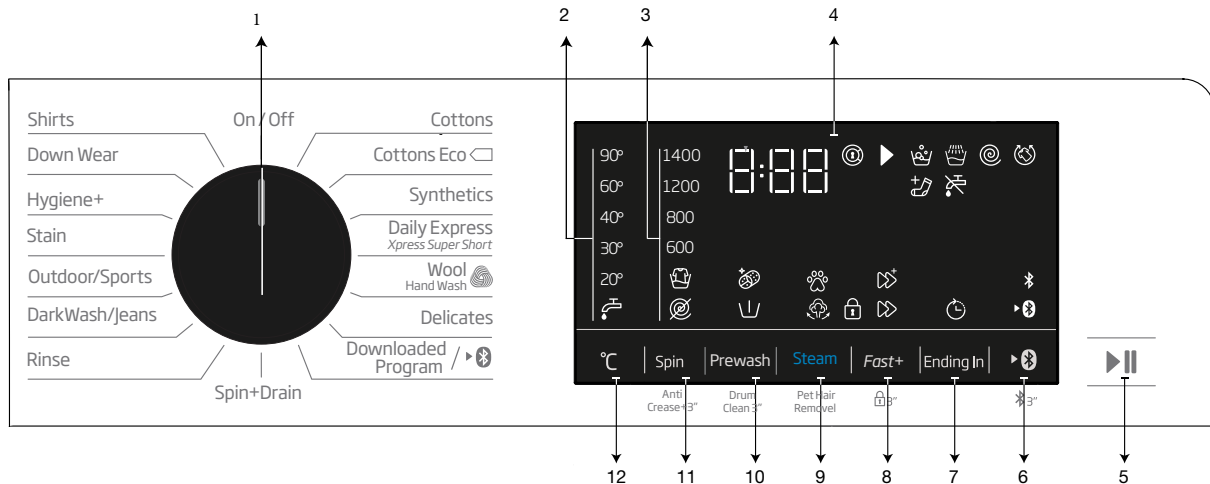 1
2
3
4
On / Off
Shirts
Down Wear
Hygiene+
Stain
Outdoor/Sports
DarkWash/Jeans
Rinse
Spin+Drain
Cottons
Cottons Eco
Synthetics
Daily Express
Xpress Super Short
Wool
Hand Wash
Delicates
Downloaded
Program /
90°
60°
40°
30°
20°
1400
1200
800
600
8:88
°C
Spin
Prewash
Steam
Fast+
Ending In
Anti
Crease+3"
Drum
Clean 3"
Pet Hair
Removel
3"
3"
12
11
10
9
8
7
6
5